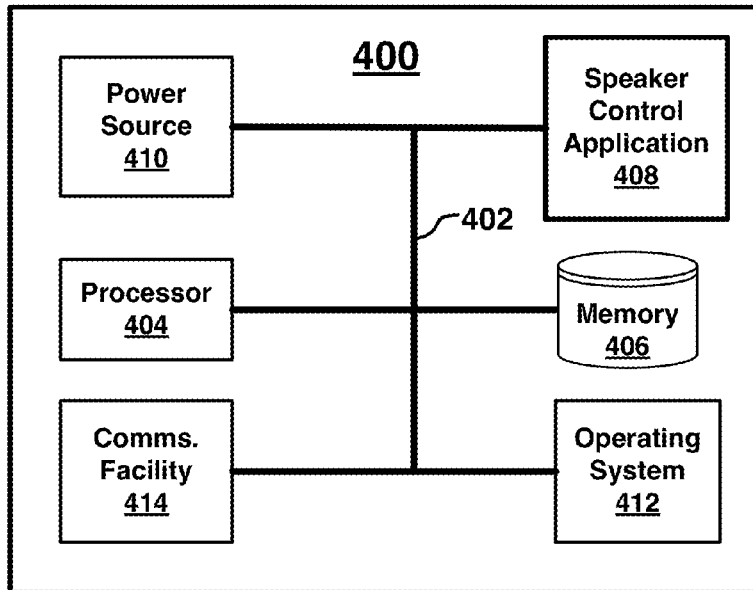 400
Power
Source
410
Speaker
Control
Application
408
402
Processor
404
Memory
406
Comms.
Facility
414
Operating
System
412